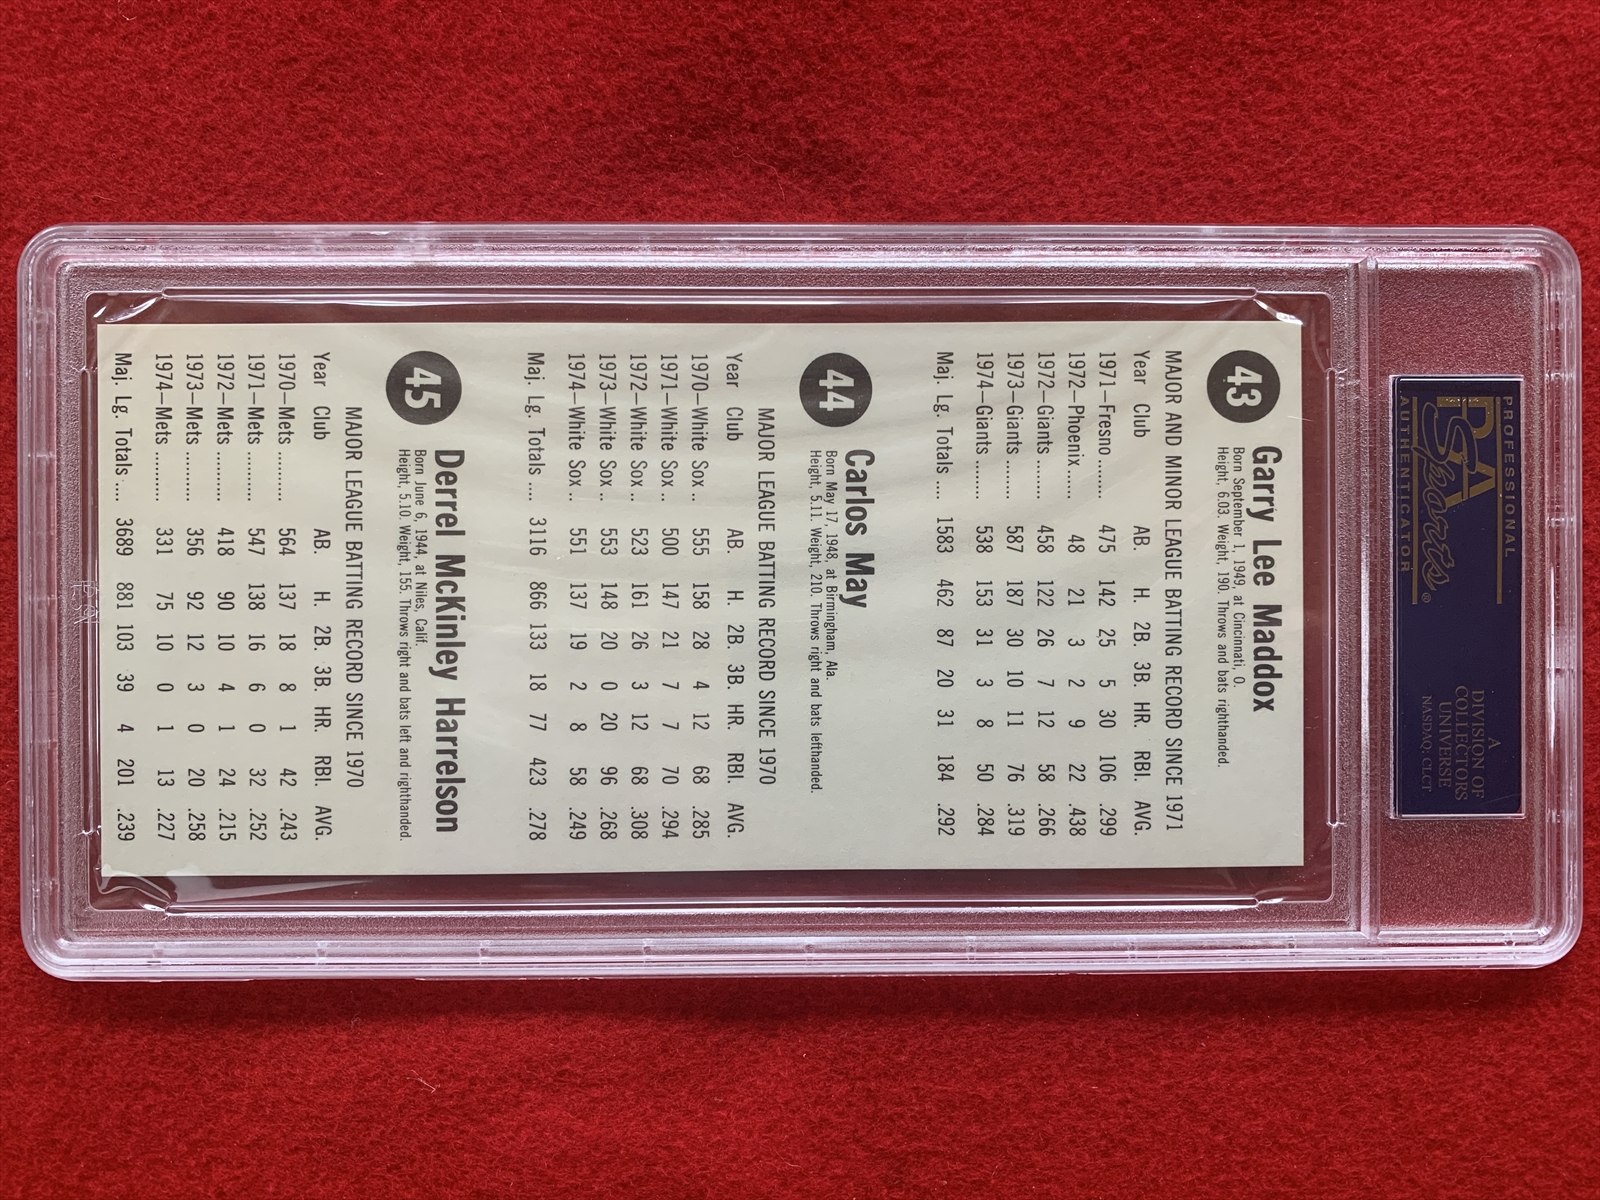 PROFESSIONAL
PSA
Sports®
AUTHENTICATOR
A
DIVISION OF
COLLECTORS
UNIVERSE
NASDAQ: CLCT
43 Garry Lee Maddox
Born September 1, 1949, at Cincinnati, O.
Height, 6.03. Weight, 190. Throws and bats righthanded.
MAJOR AND MINOR LEAGUE BATTING RECORD SINCE 1971
Year Club AB. H. 2B. 3B. HR. RBI. AVG.
1971—Fresno ........ 475 142 25 5 30 106 .299
1972—Phoenix...... 48 21 3 2 9 22 .438
1972—Giants ........ 458 122 26 7 12 58 .266
1973—Giants ........ 587 187 30 10 11 76 .319
1974—Giants ........ 538 153 31 3 8 50 .284
Maj. Lg. Totals .... 1583 462 87 20 31 184 .292
44 Carlos May
Born May 17, 1948, at Birmingham, Ala.
Height, 5.11. Weight, 210. Throws right and bats lefthanded.
MAJOR LEAGUE BATTING RECORD SINCE 1970
Year Club AB. H. 2B. 3B. HR. RBI. AVG.
1970—White Sox .. 555 158 28 4 12 68 .285
1971—White Sox .. 500 147 21 7 7 70 .294
1972—White Sox .. 523 161 26 3 12 68 .308
1973—White Sox .. 553 148 20 0 20 96 .268
1974—White Sox .. 551 137 19 2 8 58 .249
Maj. Lg. Totals .... 3116 866 133 18 77 423 .278
45 Derrel McKinley Harrelson
Born June 6, 1944, at Niles, Calif.
Height, 5.10. Weight, 155. Throws right and bats left and righthanded.
MAJOR LEAGUE BATTING RECORD SINCE 1970
Year Club AB. H. 2B. 3B. HR. RBI. AVG.
1970—Mets .......... 564 137 18 8 1 42 .243
1971—Mets .......... 547 138 16 6 0 32 .252
1972—Mets .......... 418 90 10 4 1 24 .215
1973—Mets .......... 356 92 12 3 0 20 .258
1974—Mets .......... 331 75 10 0 1 13 .227
Maj. Lg. Totals .... 3689 881 103 39 4 201 .239